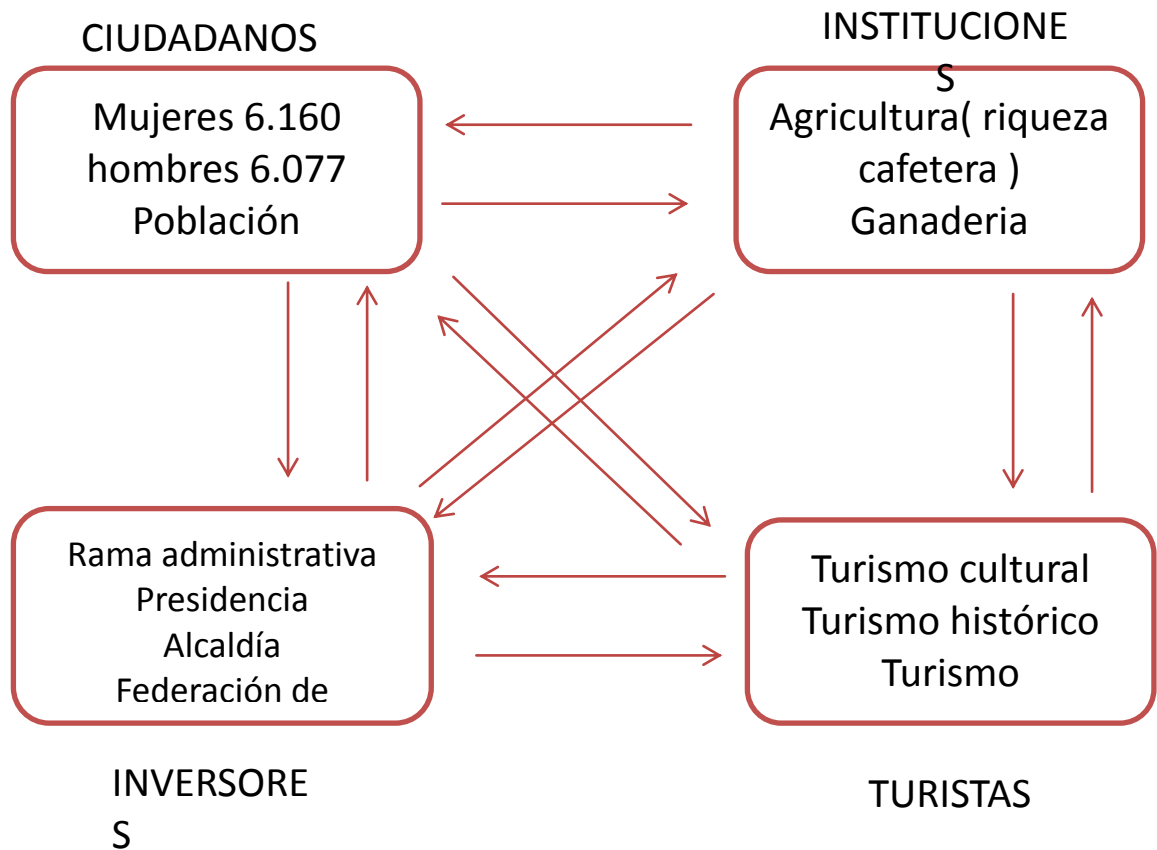 CIUDADANOS
Mujeres 6.160
hombres 6.077
Población
INSTITUCIONE
S
Agricultura( riqueza
cafetera )
Ganaderia
Rama administrativa
Presidencia
Alcaldía
Federación de
INVERSORE
S
Turismo cultural
Turismo histórico
Turismo
TURISTAS